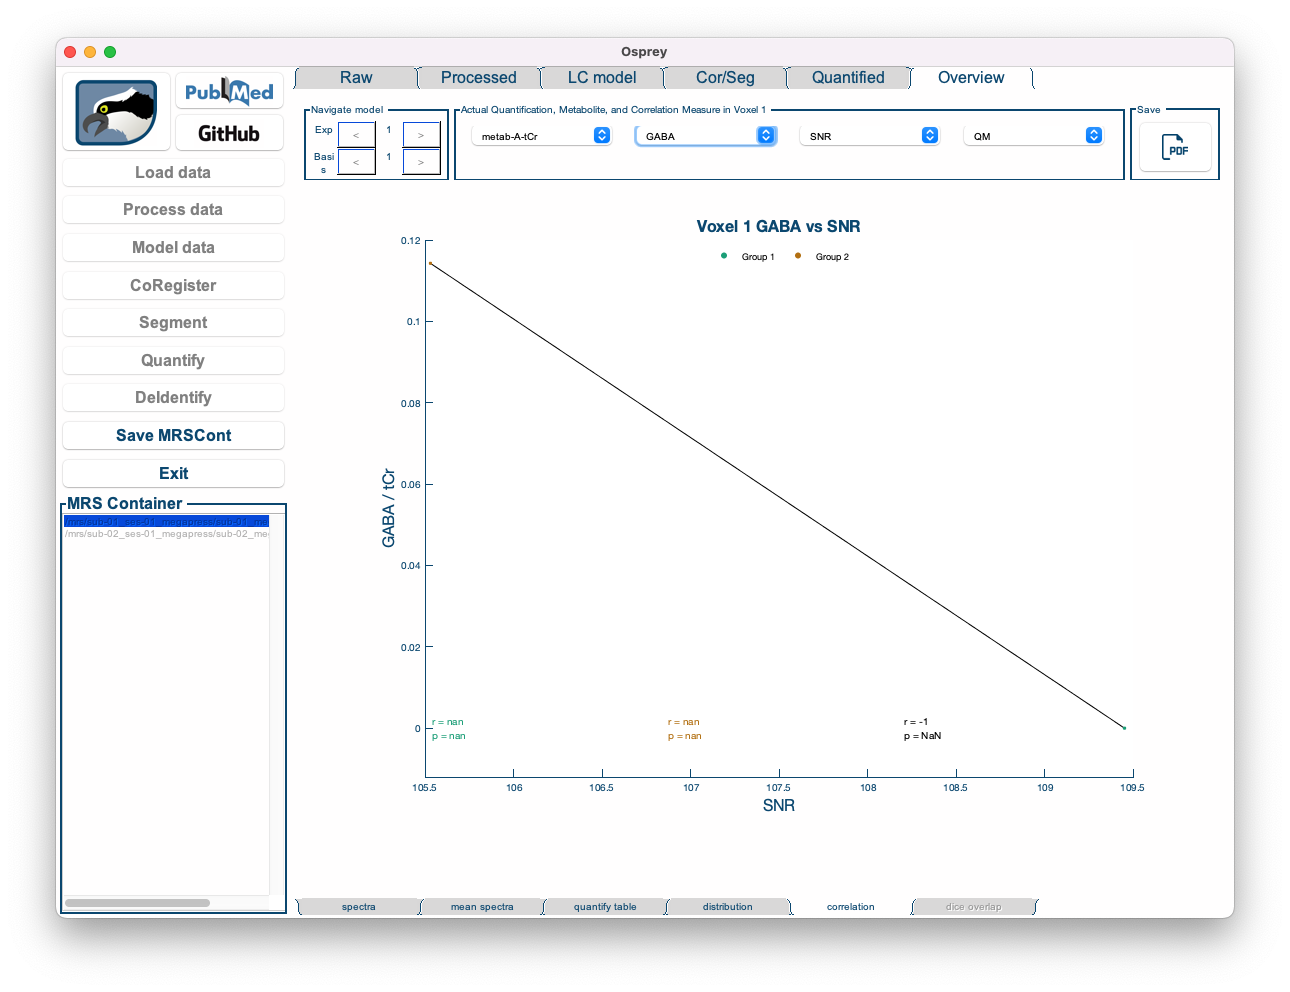 Osprey
PubMed
GitHub
Load data
Process data
Model data
CoRegister
Segment
Quantify
DeIdentify
Save MRSCont
Exit
MRS Container
/mrs/sub-01_ses-01_megapress/sub-01_me
/mrs/sub-02_ses-01_megapress/sub-02_me
Raw Processed LC model Cor/Seg Quantified Overview
Navigate model
Exp < 1 >
Basi
s < 1 >
Actual Quantification, Metabolite, and Correlation Measure in Voxel 1
metab-A-tCr GABA SNR QM
Save
PDF
Voxel 1 GABA vs SNR
Group 1 Group 2
0.12
0.1
0.08
0.06
0.04
0.02
0
GABA / tCr
r = nan
p = nan
r = nan
p = nan
r = -1
p = NaN
105.5 106 106.5 107 107.5 108 108.5 109 109.5
SNR
spectra mean spectra quantify table distribution correlation dice overlap